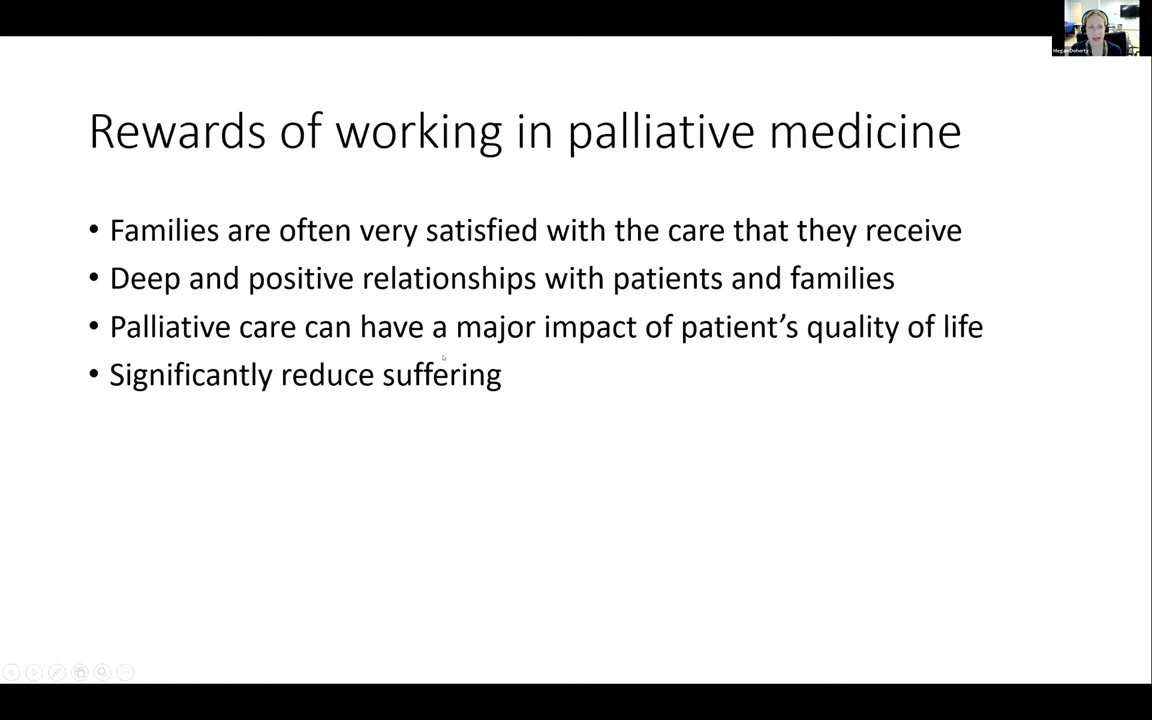 Megan Doherty
Rewards of working in palliative medicine
• Families are often very satisfied with the care that they receive
• Deep and positive relationships with patients and families
• Palliative care can have a major impact of patient’s quality of life
• Significantly reduce suffering